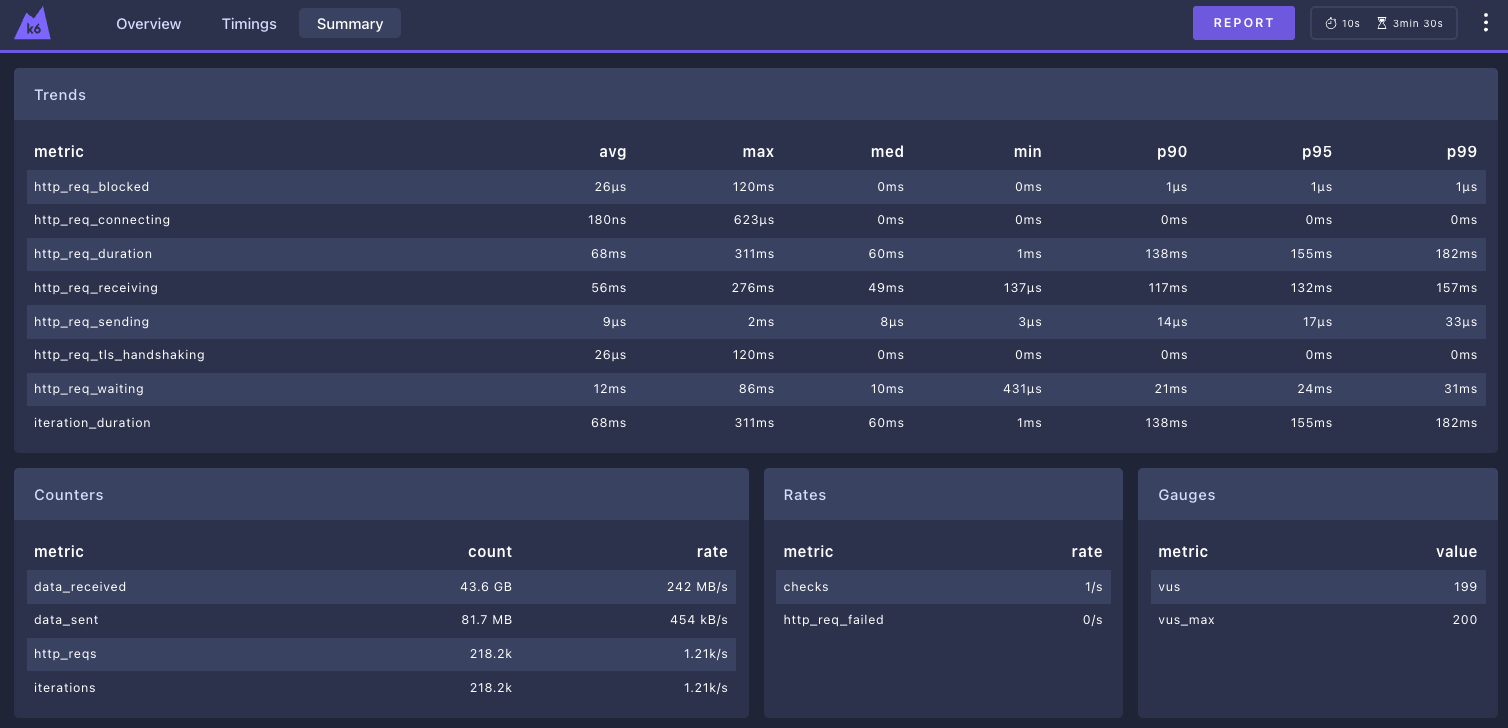 k6 Overview Timings Summary REPORT 10s 3min 30s
Trends
metric avg max med min p90 p95 p99
http_req_blocked 26µs 120ms 0ms 0ms 1µs 1µs 1µs
http_req_connecting 180ns 623µs 0ms 0ms 0ms 0ms 0ms
http_req_duration 68ms 311ms 60ms 1ms 138ms 155ms 182ms
http_req_receiving 56ms 276ms 49ms 137µs 117ms 132ms 157ms
http_req_sending 9µs 2ms 8µs 3µs 14µs 17µs 33µs
http_req_tls_handshaking 26µs 120ms 0ms 0ms 0ms 0ms 0ms
http_req_waiting 12ms 86ms 10ms 431µs 21ms 24ms 31ms
iteration_duration 68ms 311ms 60ms 1ms 138ms 155ms 182ms
Counters
metric count rate
data_received 43.6 GB 242 MB/s
data_sent 81.7 MB 454 kB/s
http_reqs 218.2k 1.21k/s
iterations 218.2k 1.21k/s
Rates
metric rate
checks 1/s
http_req_failed 0/s
Gauges
metric value
vus 199
vus_max 200